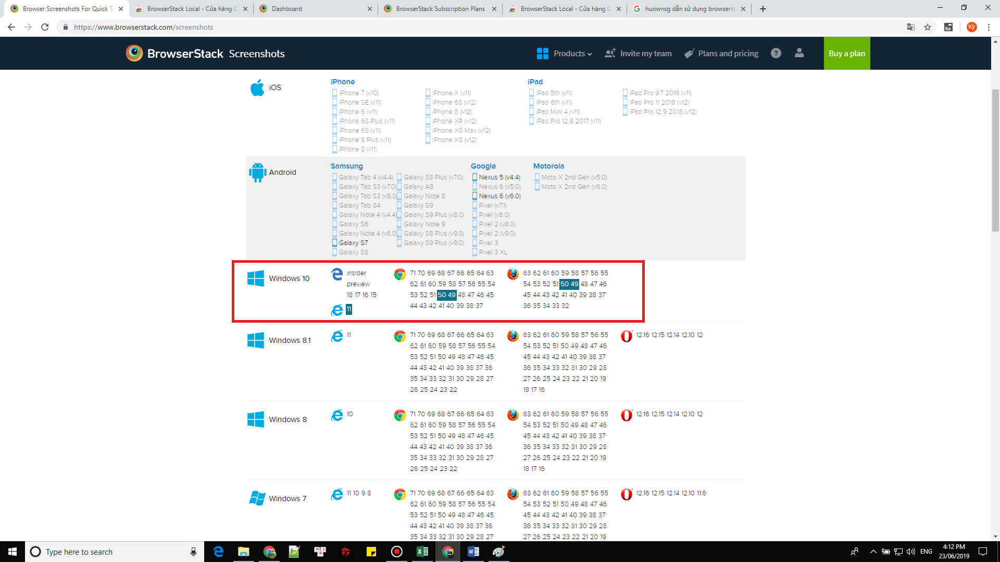 Browser Screenshots For Quick Te
BrowserStack Local - Cửa hàng C
Dashboard
BrowserStack Subscription Plans
BrowserStack Local - Cửa hàng C
huownsg dẫn sử dụng browserst
https://www.browserstack.com/screenshots
Se
Kỳ
BrowserStack Screenshots
Products
Invite my team
Plans and pricing
?
Buy a plan
iOS
iPhone
iPhone 7 (v10)
iPhone SE (v11)
iPhone 6 (v11)
iPhone 6S Plus (v11)
iPhone 6S (v11)
iPhone 8 Plus (v11)
iPhone 8 (v11)
iPhone X (v11)
iPhone 6S (v12)
iPhone 8 (v12)
iPhone XR (v12)
iPhone XS Max (v12)
iPhone XS (v12)
iPad
iPad 5th (v11)
iPad 6th (v11)
iPad Mini 4 (v11)
iPad Pro 12.9 2017 (v11)
iPad Pro 9.7 2016 (v11)
iPad Pro 11 2018 (v12)
iPad Pro 12.9 2018 (v12)
Android
Samsung
Galaxy Tab 4 (v4.4)
Galaxy Tab S3 (v7.0)
Galaxy Tab S3 (v8.0)
Galaxy Tab S4
Galaxy Note 4 (v4.4)
Galaxy S6
Galaxy Note 4 (v6.0)
Galaxy S7
Galaxy S8
Galaxy S8 Plus (v7.0)
Galaxy A8
Galaxy Note 8
Galaxy S9
Galaxy S9 Plus (v8.0)
Galaxy Note 9
Galaxy S8 Plus (v9.0)
Galaxy S9 Plus (v9.0)
Google
Nexus 5 (v4.4)
Nexus 6 (v5.0)
Nexus 6 (v6.0)
Pixel (v7.1)
Pixel (v8.0)
Pixel 2 (v8.0)
Pixel 2 (v9.0)
Pixel 3
Pixel 3 XL
Motorola
Moto X 2nd Gen (v5.0)
Moto X 2nd Gen (v6.0)
Windows 10
insider
preview
18 17 16 15
11
71 70 69 68 67 66 65 64 63
62 61 60 59 58 57 56 55 54
53 52 51 50 49 48 47 46 45
44 43 42 41 40 39 38 37
63 62 61 60 59 58 57 56 55
54 53 52 51 50 49 48 47 46
45 44 43 42 41 40 39 38 37
36 35 34 33 32
Windows 8.1
11
71 70 69 68 67 66 65 64 63
62 61 60 59 58 57 56 55 54
53 52 51 50 49 48 47 46 45
44 43 42 41 40 39 38 37 36
35 34 33 32 31 30 29 28 27
26 25 24 23 22
63 62 61 60 59 58 57 56 55
54 53 52 51 50 49 48 47 46
45 44 43 42 41 40 39 38 37
36 35 34 33 32 31 30 29 28
27 26 25 24 23 22 21 20 19
18 17 16
12.16 12.15 12.14 12.10 12
Windows 8
10
71 70 69 68 67 66 65 64 63
62 61 60 59 58 57 56 55 54
53 52 51 50 49 48 47 46 45
44 43 42 41 40 39 38 37 36
35 34 33 32 31 30 29 28 27
26 25 24 23 22
63 62 61 60 59 58 57 56 55
54 53 52 51 50 49 48 47 46
45 44 43 42 41 40 39 38 37
36 35 34 33 32 31 30 29 28
27 26 25 24 23 22 21 20 19
18 17 16
12.16 12.15 12.14 12.10 12
Windows 7
11 10 9 8
71 70 69 68 67 66 65 64 63
62 61 60 59 58 57 56 55 54
53 52 51 50 49 48 47 46 45
44 43 42 41 40 39 38 37 36
35 34 33 32 31 30 29 28 27
63 62 61 60 59 58 57 56 55
54 53 52 51 50 49 48 47 46
45 44 43 42 41 40 39 38 37
36 35 34 33 32 31 30 29 28
27 26 25 24 23 22 21 20 19
12.16 12.15 12.14 12.10 11.6
Type here to search
ENG
4:12 PM
23/06/2019